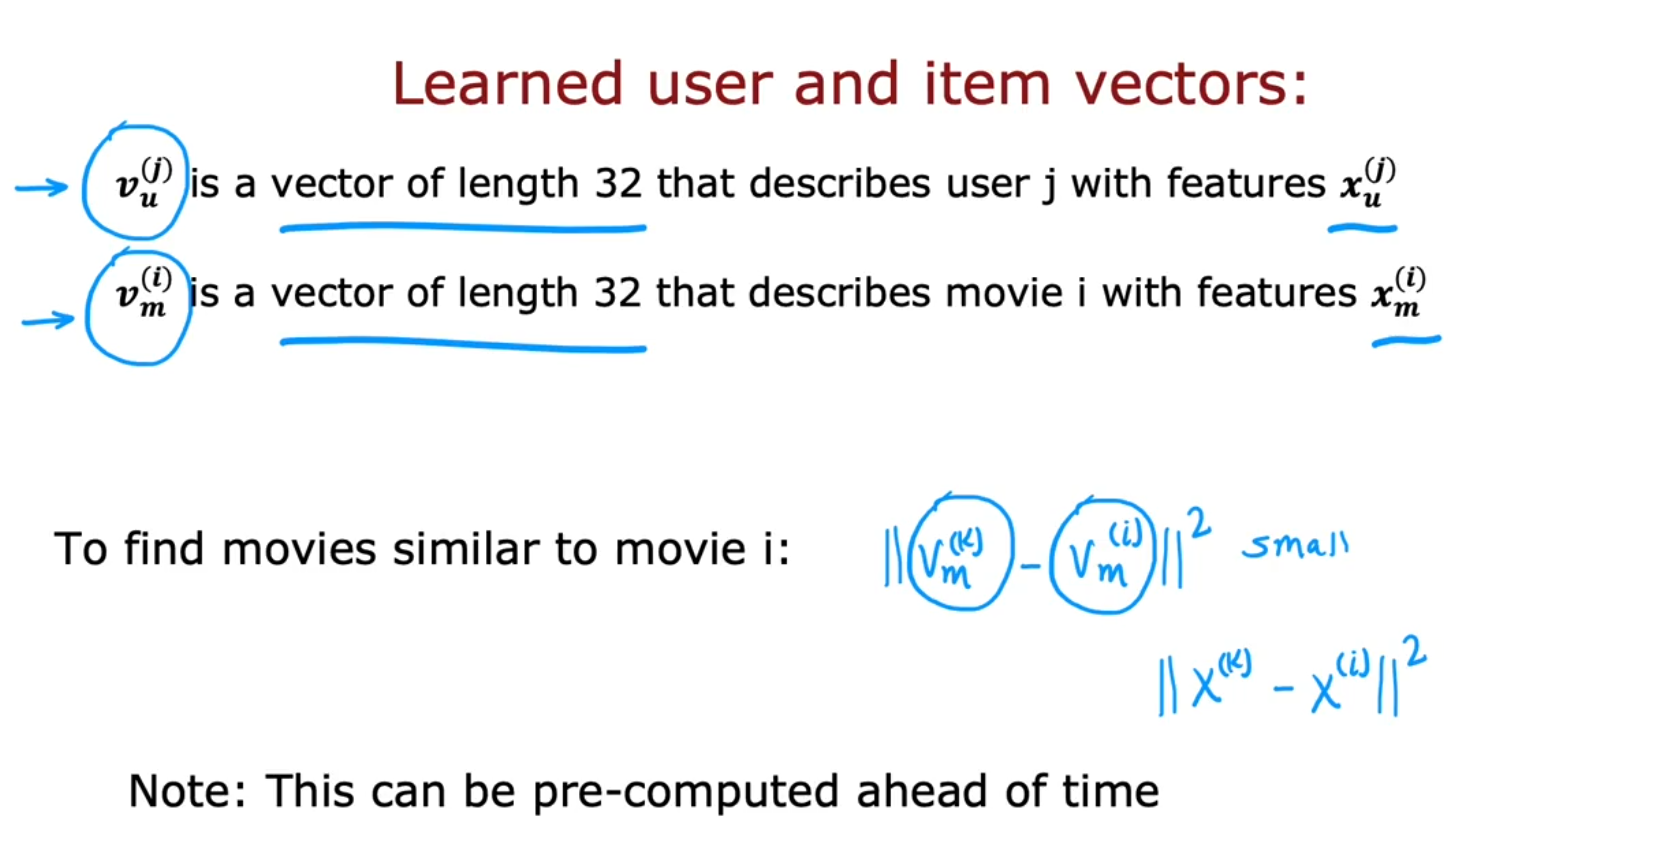 Learned user and item vectors:
v_u^(j) is a vector of length 32 that describes user j with features x_u^(j)
v_m^(i) is a vector of length 32 that describes movie i with features x_m^(i)
To find movies similar to movie i: ||v_m^(k) - v_m^(i)||^2 small
||x^(k) - x^(i)||^2
Note: This can be pre-computed ahead of time